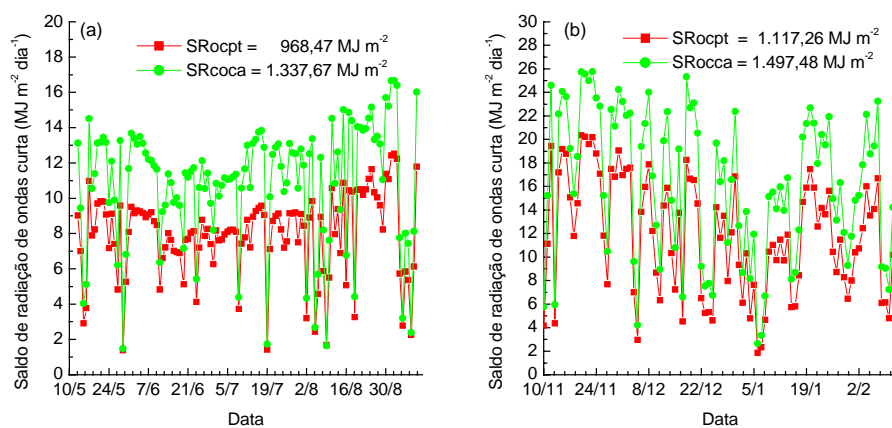 (a)
SRocpt = 968,47 MJ m⁻²
SRcoca = 1.337,67 MJ m⁻²
Saldo de radiação de ondas curta (MJ m⁻² dia⁻¹)
20
18
16
14
12
10
8
6
4
2
0
10/5 24/5 7/6 21/6 5/7 19/7 2/8 16/8 30/8
Data
(b)
SRocpt = 1.117,26 MJ m⁻²
SRocca = 1.497,48 MJ m⁻²
Saldo de radiação de ondas curta (MJ m⁻² dia⁻¹)
30
28
26
24
22
20
18
16
14
12
10
8
6
4
2
0
10/11 24/11 8/12 22/12 5/1 19/1 2/2
Data